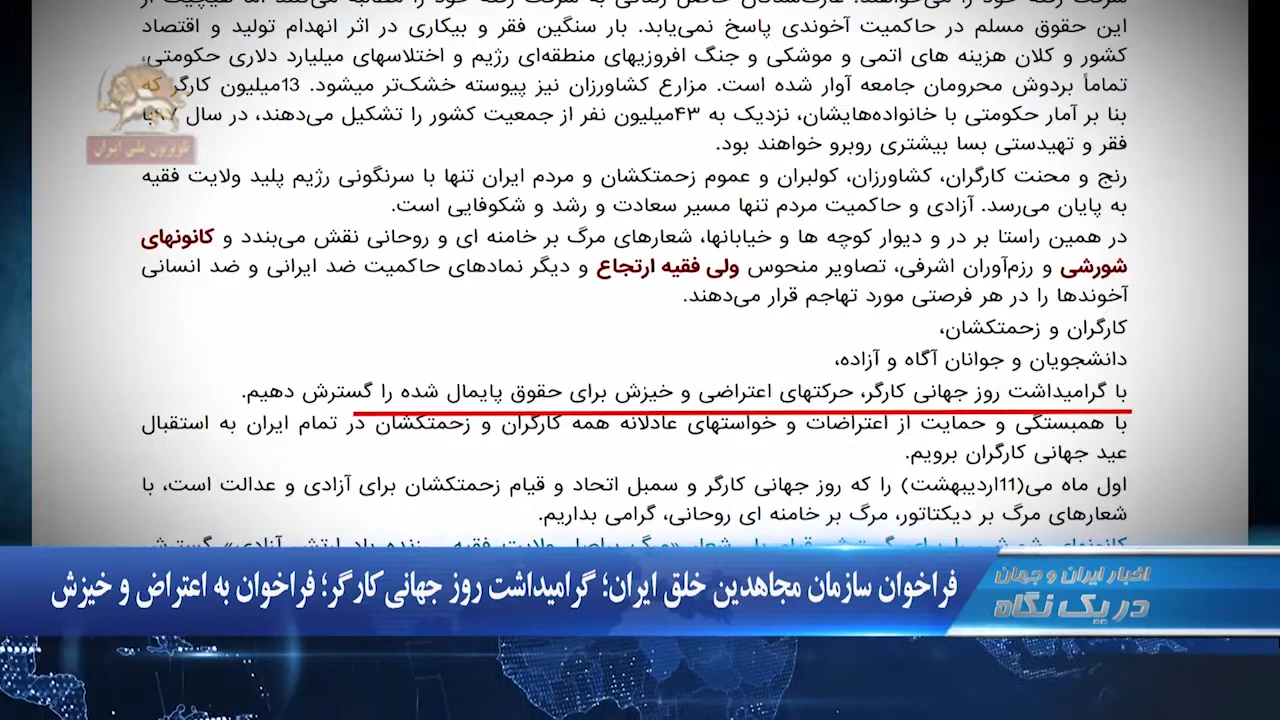 این حقوق مسلم در حاکمیت آخوندی پاسخ نمی‌یابد. بار سنگین فقر و بیکاری در اثر انهدام تولید و اقتصاد
کشور و کلان هزینه های اتمی و موشکی و جنگ افروزیهای منطقه‌ای رژیم و اختلاسهای میلیارد دلاری حکومتی،
تماماً بردوش محرومان جامعه آوار شده است. مزارع کشاورزان نیز پیوسته خشک‌تر میشود. 13میلیون کارگر که
بنا بر آمار حکومتی با خانواده‌هایشان، نزدیک به ۴۳میلیون نفر از جمعیت کشور را تشکیل می‌دهند، در سال ۹۷با
فقر و تهیدستی بسا بیشتری روبرو خواهند بود.
رنج و محنت کارگران، کشاورزان، کولبران و عموم زحمتکشان و مردم ایران تنها با سرنگونی رژیم پلید ولایت فقیه
به پایان می‌رسد. آزادی و حاکمیت مردم تنها مسیر سعادت و رشد و شکوفایی است.
در همین راستا بر در و دیوار کوچه ها و خیابانها، شعارهای مرگ بر خامنه ای و روحانی نقش می‌بندد و کانونهای
شورشی و رزم‌آوران اشرفی، تصاویر منحوس ولی فقیه ارتجاع و دیگر نمادهای حاکمیت ضد ایرانی و ضد انسانی
آخوندها را در هر فرصتی مورد تهاجم قرار می‌دهند.
کارگران و زحمتکشان،
دانشجویان و جوانان آگاه و آزاده،
با گرامیداشت روز جهانی کارگر، حرکتهای اعتراضی و خیزش برای حقوق پایمال شده را گسترش دهیم.
با همبستگی و حمایت از اعتراضات و خواستهای عادلانه همه کارگران و زحمتکشان در تمام ایران به استقبال
عید جهانی کارگران برویم.
اول ماه می(11اردیبهشت) را که روز جهانی کارگر و سمبل اتحاد و قیام زحمتکشان برای آزادی و عدالت است، با
شعارهای مرگ بر دیکتاتور، مرگ بر خامنه ای روحانی، گرامی بداریم.
تلویزیون ملی ایران
اخبار ایران و جهان
در یک نگاه
فراخوان سازمان مجاهدین خلق ایران؛ گرامیداشت روز جهانی کارگر؛ فراخوان به اعتراض و خیزش